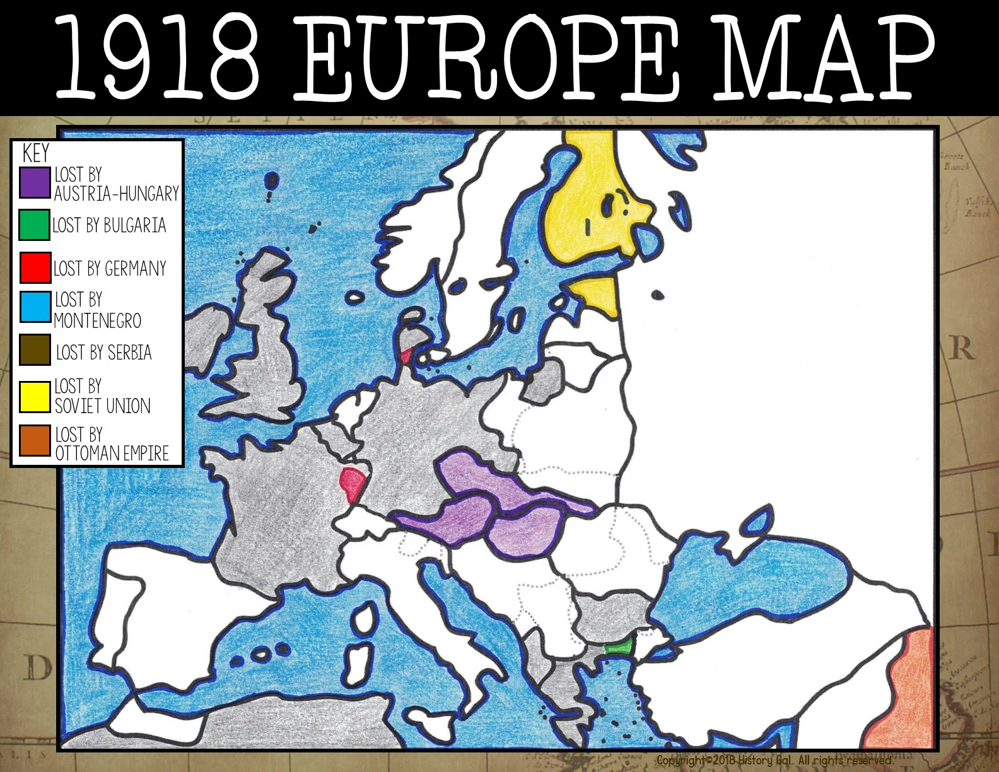 1918 EUROPE MAP
KEY
LOST BY
AUSTRIA-HUNGARY
LOST BY BULGARIA
LOST BY GERMANY
LOST BY
MONTENEGRO
LOST BY SERBIA
LOST BY
SOVIET UNION
LOST BY
OTTOMAN EMPIRE
R
D
Copyright©2018 History Gal. All rights reserved.